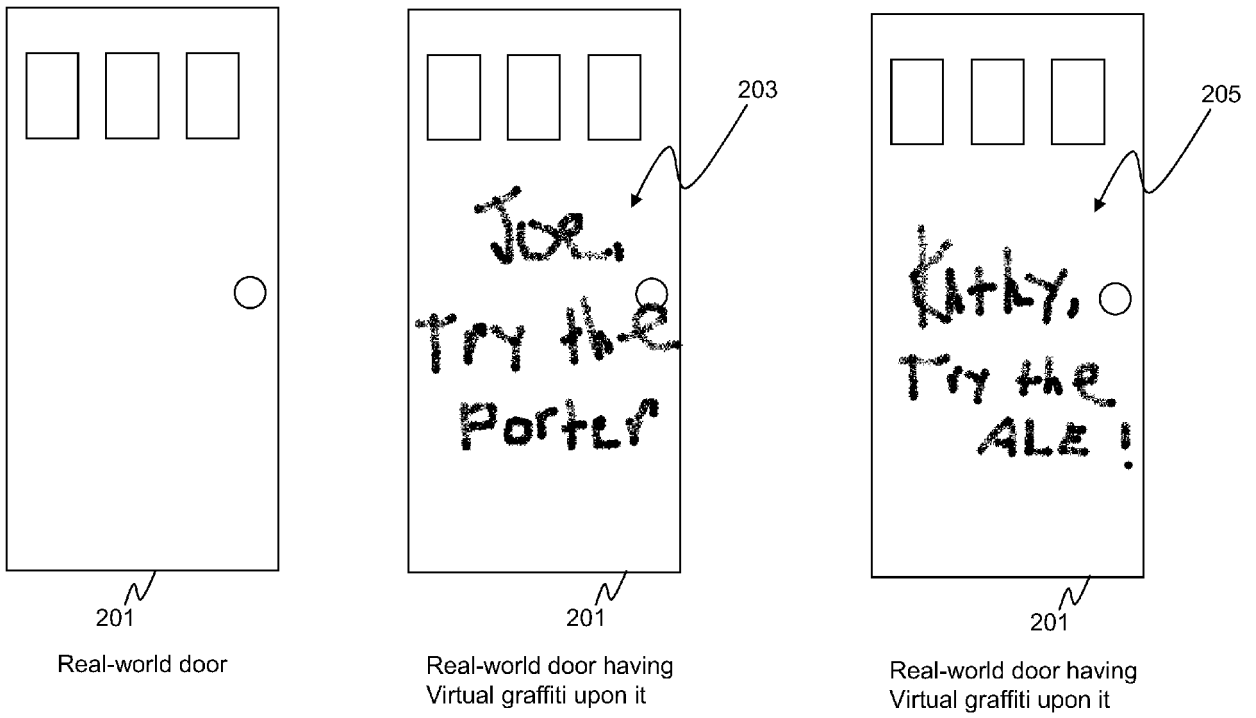 203
205
Joe,
Try the
Porter
Kathy,
Try the
ALE!
201
201
201
Real-world door
Real-world door having
Virtual graffiti upon it
Real-world door having
Virtual graffiti upon it